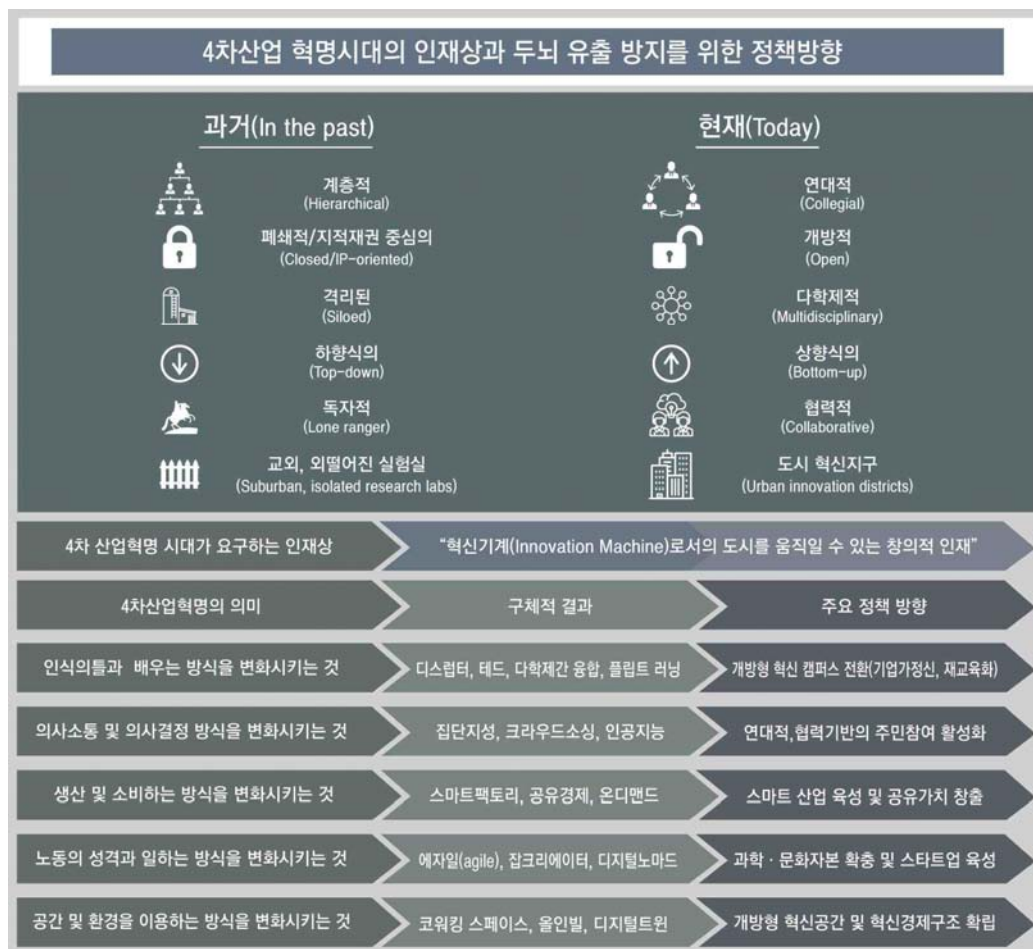 4차산업 혁명시대의 인재상과 두뇌 유출 방지를 위한 정책방향
과거(In the past)
현재(Today)
계층적
(Hierarchical)
연대적
(Collegial)
폐쇄적/지적재권 중심의
(Closed/IP-oriented)
개방적
(Open)
격리된
(Siloed)
다학제적
(Multidisciplinary)
하향식의
(Top-down)
상향식의
(Bottom-up)
독자적
(Lone ranger)
협력적
(Collaborative)
교외, 외떨어진 실험실
(Suburban, isolated research labs)
도시 혁신지구
(Urban innovation districts)
4차 산업혁명 시대가 요구하는 인재상
“혁신기계(Innovation Machine)로서의 도시를 움직일 수 있는 창의적 인재”
4차산업혁명의 의미
구체적 결과
주요 정책 방향
인식의틀과 배우는 방식을 변화시키는 것
디스럽터, 테드, 다학제간 융합, 플립트 러닝
개방형 혁신 캠퍼스 전환(기업가정신, 재교육화)
의사소통 및 의사결정 방식을 변화시키는 것
집단지성, 크라우드소싱, 인공지능
연대적,협력기반의 주민참여 활성화
생산 및 소비하는 방식을 변화시키는 것
스마트팩토리, 공유경제, 온디맨드
스마트 산업 육성 및 공유가치 창출
노동의 성격과 일하는 방식을 변화시키는 것
에자일(agile), 잡크리에이터, 디지털노마드
과학 · 문화자본 확충 및 스타트업 육성
공간 및 환경을 이용하는 방식을 변화시키는 것
코워킹 스페이스, 올인빌, 디지털트윈
개방형 혁신공간 및 혁신경제구조 확립